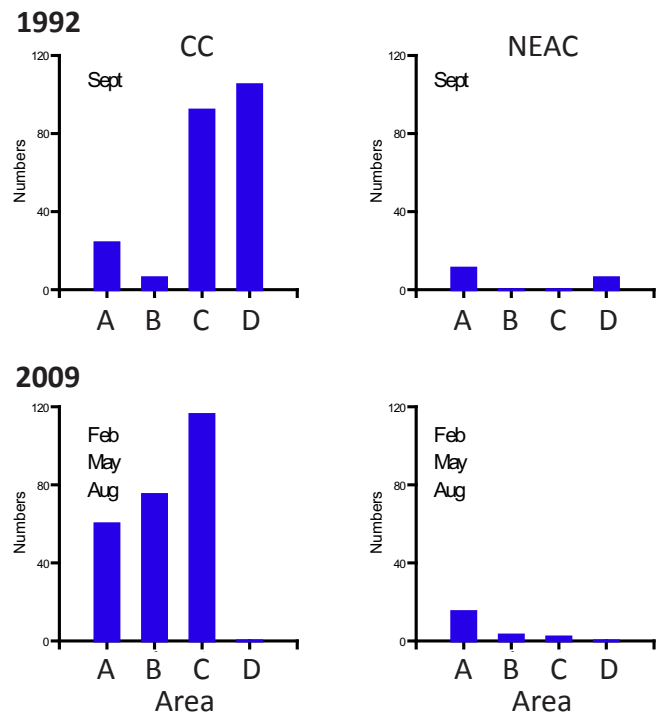 1992
CC
NEAC
120
80
40
0
Numbers
Sept
A B C D
120
80
40
0
Numbers
Sept
A B C D
2009
120
80
40
0
Numbers
Feb
May
Aug
A B C D
Area
120
80
40
0
Numbers
Feb
May
Aug
A B C D
Area